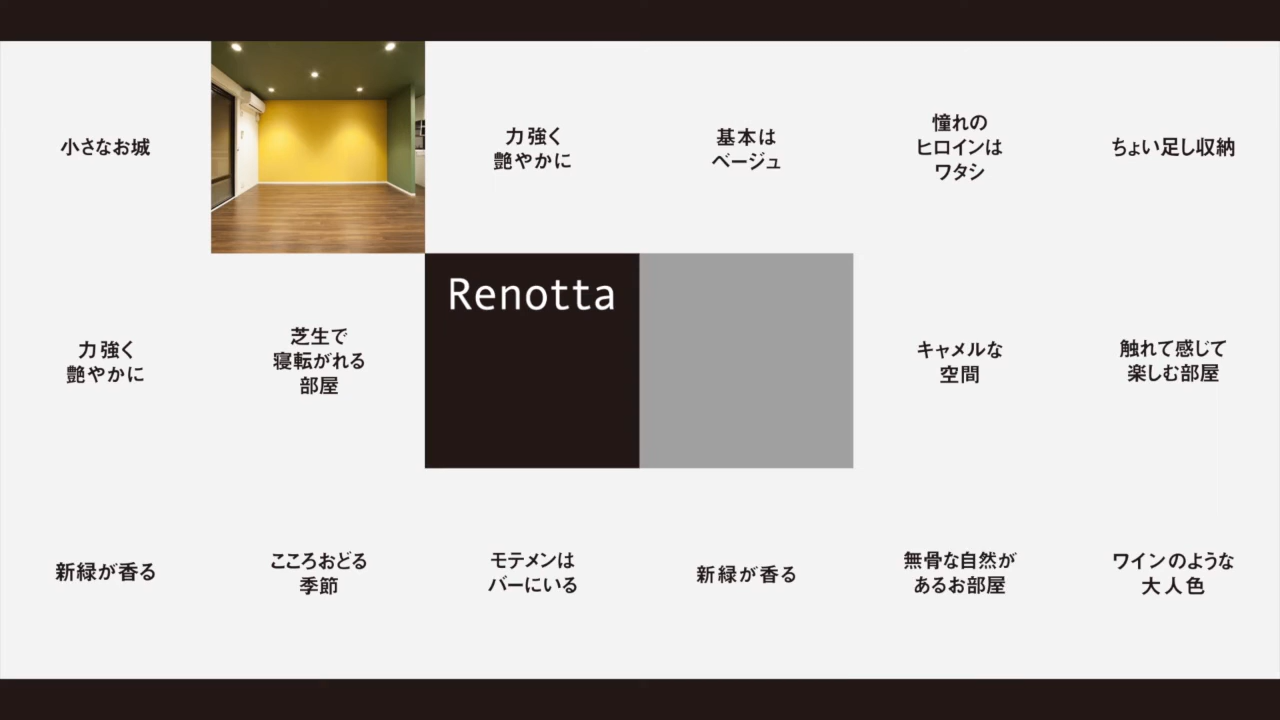 小さなお城
力強く
艶やかに
基本は
ベージュ
憧れの
ヒロインは
ワタシ
ちょい足し収納
力強く
艶やかに
芝生で
寝転がれる
部屋
Renotta
キャメルな
空間
触れて感じて
楽しむ部屋
新緑が香る
こころおどる
季節
モテメンは
バーにいる
新緑が香る
無骨な自然が
あるお部屋
ワインのような
大人色